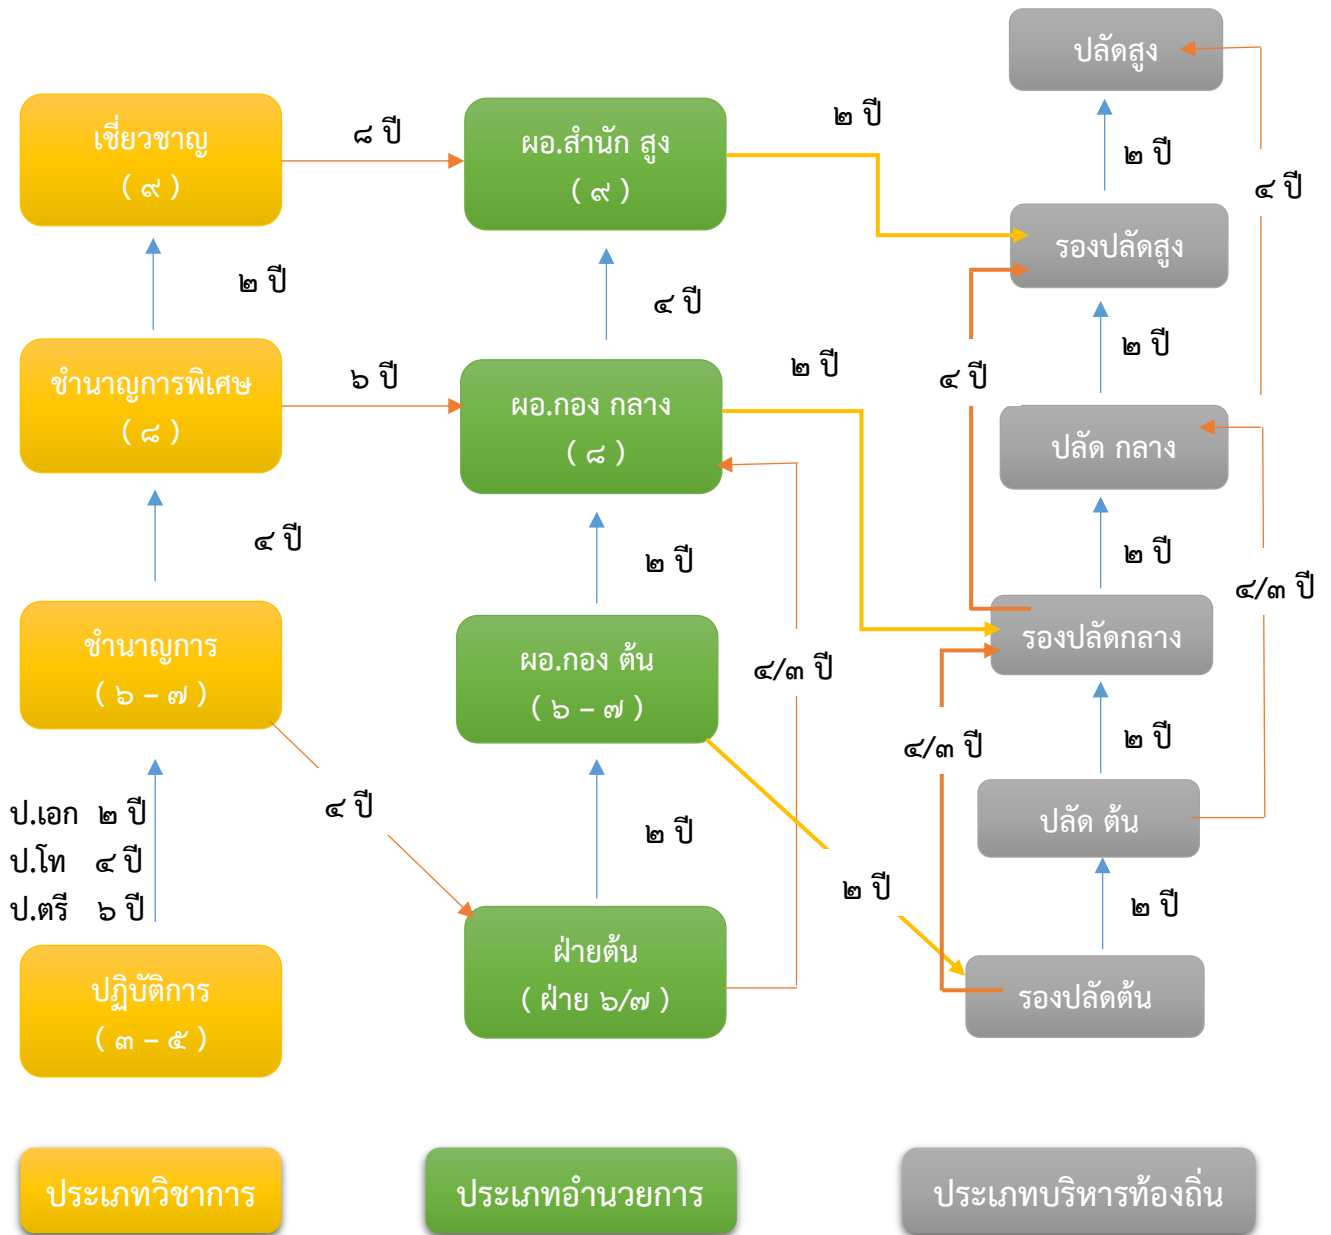 ปลัดสูง
๒ ปี
เชี่ยวชาญ
( ๙ )
๘ ปี
ผอ.สำนัก สูง
( ๙ )
๒ ปี
๔ ปี
รองปลัดสูง
๒ ปี
๔ ปี
๒ ปี
ชำนาญการพิเศษ
( ๘ )
๖ ปี
ผอ.กอง กลาง
( ๘ )
๒ ปี
๔ ปี
ปลัด กลาง
๔ ปี
๒ ปี
๒ ปี
๔/๓ ปี
ชำนาญการ
( ๖ – ๗ )
ผอ.กอง ต้น
( ๖ – ๗ )
๔/๓ ปี
รองปลัดกลาง
๔/๓ ปี
๒ ปี
ป.เอก ๒ ปี
ป.โท ๔ ปี
ป.ตรี ๖ ปี
๔ ปี
๒ ปี
๒ ปี
ปลัด ต้น
๒ ปี
ปฏิบัติการ
( ๓ – ๕ )
ฝ่ายต้น
( ฝ่าย ๖/๗ )
รองปลัดต้น
ประเภทวิชาการ
ประเภทอำนวยการ
ประเภทบริหารท้องถิ่น